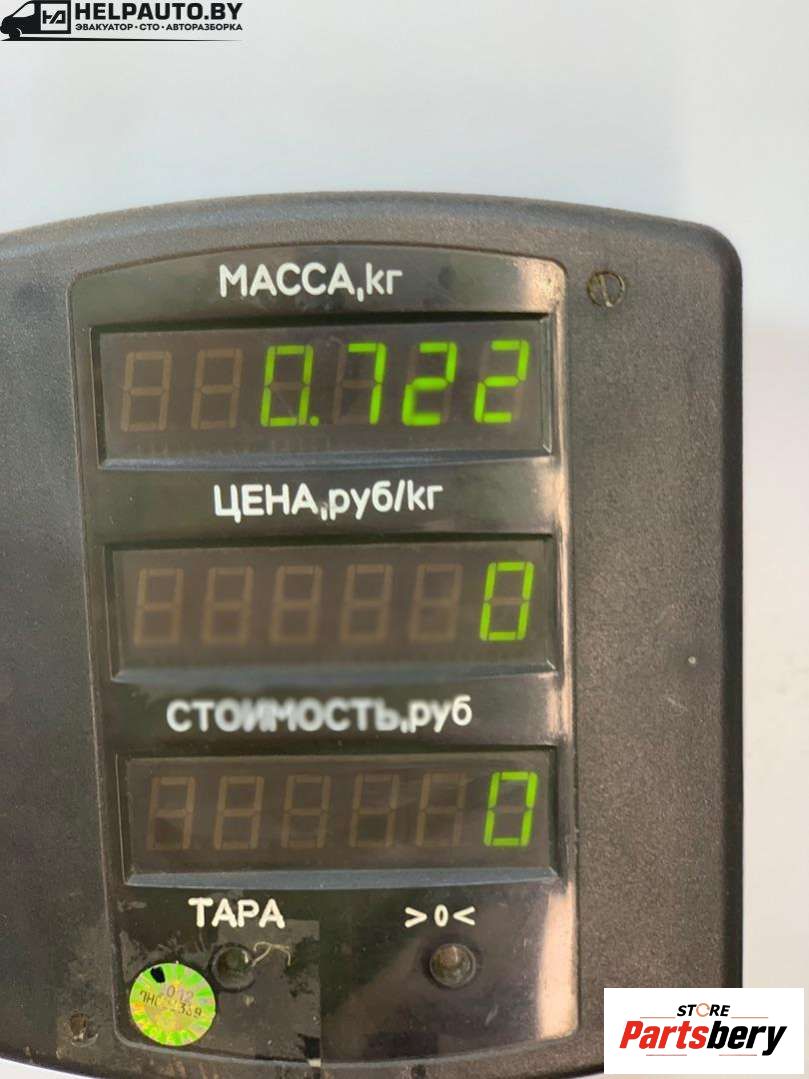 HELPAUTO.BY
ЭВАКУАТОР · СТО · АВТОРАЗБОРКА
МАССА,кг
0.722
ЦЕНА,руб/кг
0
СТОИМОСТЬ,руб
0
ТАРА >0<
STORE
Partsbery